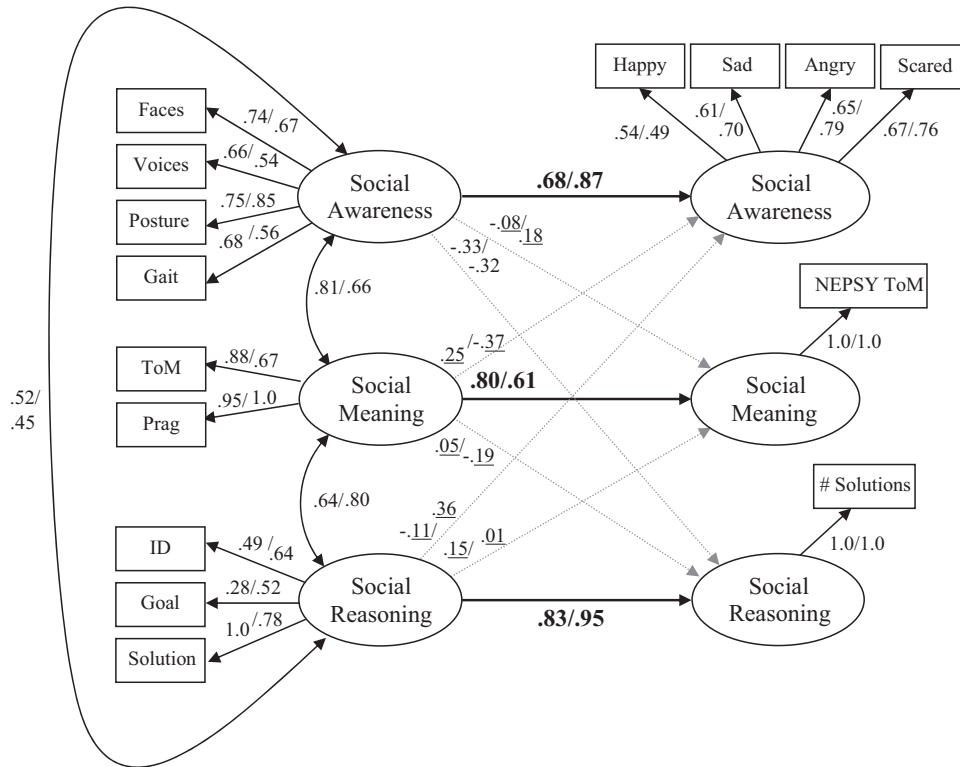 Happy
Sad
Angry
Scared
.54/.49
.61/
.70
.65/
.79
.67/.76
Faces
Voices
Posture
Gait
.74/.67
.66/.54
.75/.85
.68/.56
Social
Awareness
.68/.87
Social
Awareness
-.08/
.18
-.33/
-.32
.81/.66
NEPSY ToM
1.0/1.0
.25/-.37
ToM
Prag
.88/.67
.95/1.0
Social
Meaning
.80/.61
Social
Meaning
.52/
.45
.05/-.19
.64/.80
# Solutions
1.0/1.0
-.11/.36
.15/.01
ID
Goal
Solution
.49/.64
.28/.52
1.0/.78
Social
Reasoning
.83/.95
Social
Reasoning